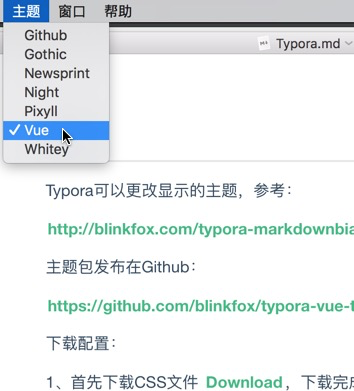 主题 窗口 帮助
Github
Gothic
Newsprint
Night
Pixyll
✓ Vue
Whitey
Typora.md
Typora可以更改显示的主题，参考：
http://blinkfox.com/typora-markdownbia
主题包发布在Github：
https://github.com/blinkfox/typora-vue-t
下载配置：
1、首先下载CSS文件 Download，下载完成